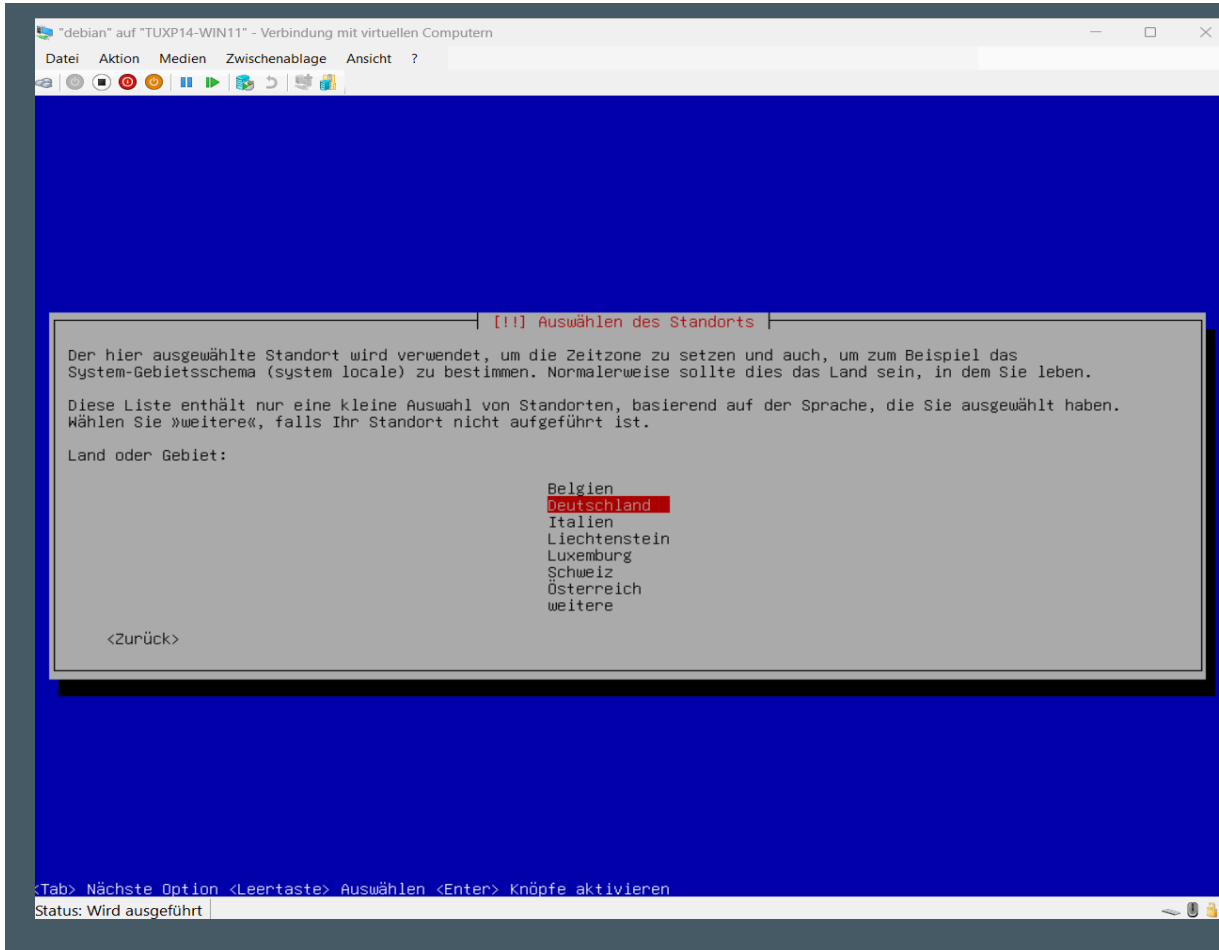 "debian" auf "TUXP14-WIN11" - Verbindung mit virtuellen Computern
Datei Aktion Medien Zwischenablage Ansicht ?
[!!] Auswählen des Standorts
Der hier ausgewählte Standort wird verwendet, um die Zeitzone zu setzen und auch, um zum Beispiel das
System-Gebietsschema (system locale) zu bestimmen. Normalerweise sollte dies das Land sein, in dem Sie leben.
Diese Liste enthält nur eine kleine Auswahl von Standorten, basierend auf der Sprache, die Sie ausgewählt haben.
Wählen Sie »weitere«, falls Ihr Standort nicht aufgeführt ist.
Land oder Gebiet:
Belgien
Deutschland
Italien
Liechtenstein
Luxemburg
Schweiz
Österreich
weitere
<Zurück>
<Tab> Nächste Option <Leertaste> Auswählen <Enter> Knöpfe aktivieren
Status: Wird ausgeführt